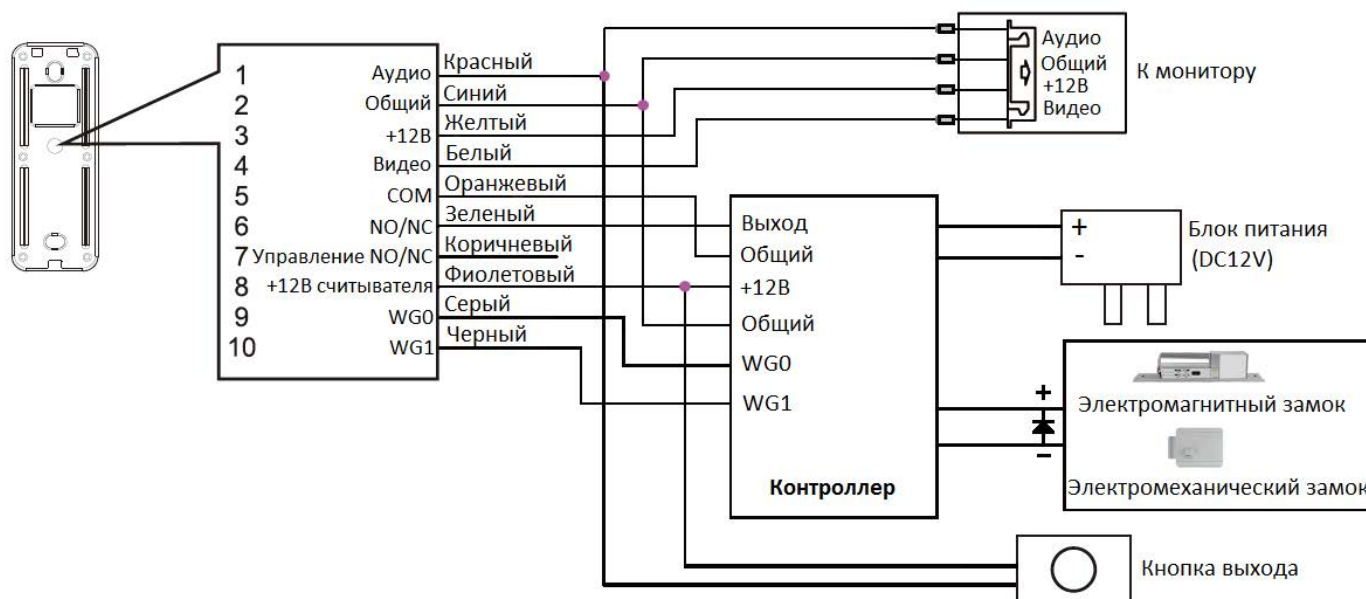 1 Аудио Красный
2 Общий Синий
3 +12В Желтый
4 Видео Белый
5 COM Оранжевый
6 NO/NC Зеленый
7 Управление NO/NC Коричневый
8 +12В считывателя Фиолетовый
9 WG0 Серый
10 WG1 Черный
Аудио
Общий
+12В
Видео
К монитору
Выход
Общий
+12В
Общий
WG0
WG1
Контроллер
+
-
Блок питания
(DC12V)
+
−
Электромагнитный замок
Электромеханический замок
Кнопка выхода